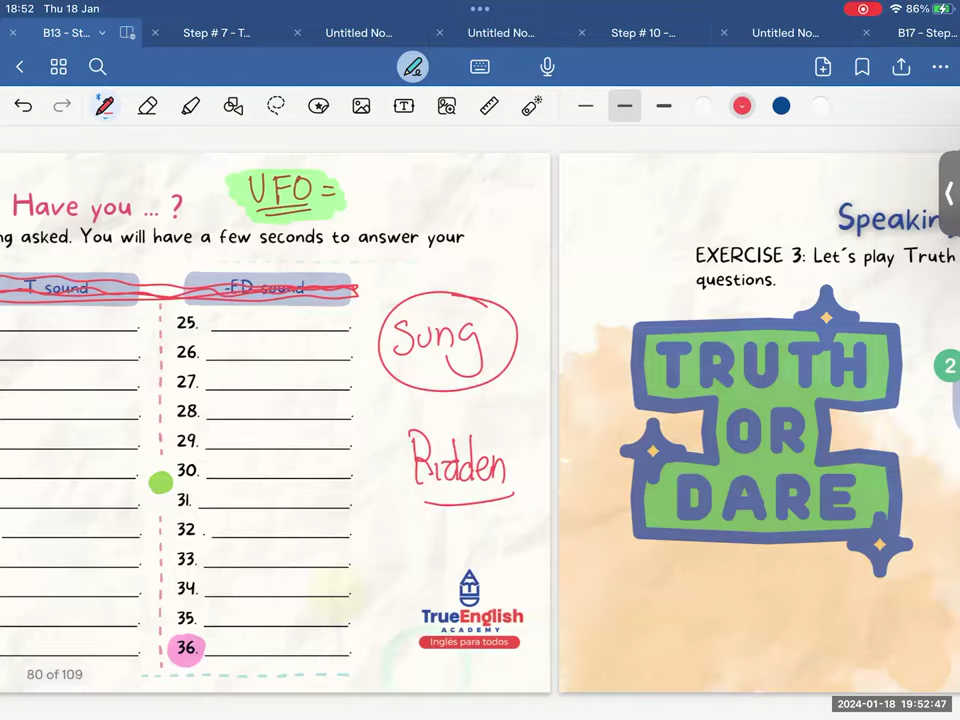 18:52 Thu 18 Jan
86%
B13 - St...
Step # 7 - T...
Untitled No...
Untitled No...
Step # 10 -...
Untitled No...
B17 - Step...
Have you ... ?
UFO =
ng asked. You will have a few seconds to answer your
-T sound
-ED sound
25. .
26. .
27. .
28. .
29. .
30. .
31. .
32 . .
33. .
34. .
35. .
36. .
Sung
Ridden
TrueEnglish
ACADEMY
Inglés para todos
80 of 109
Speakin
EXERCISE 3: Let´s play Truth
questions.
TRUTH
OR
DARE
2
2024-01-18 19:52:47